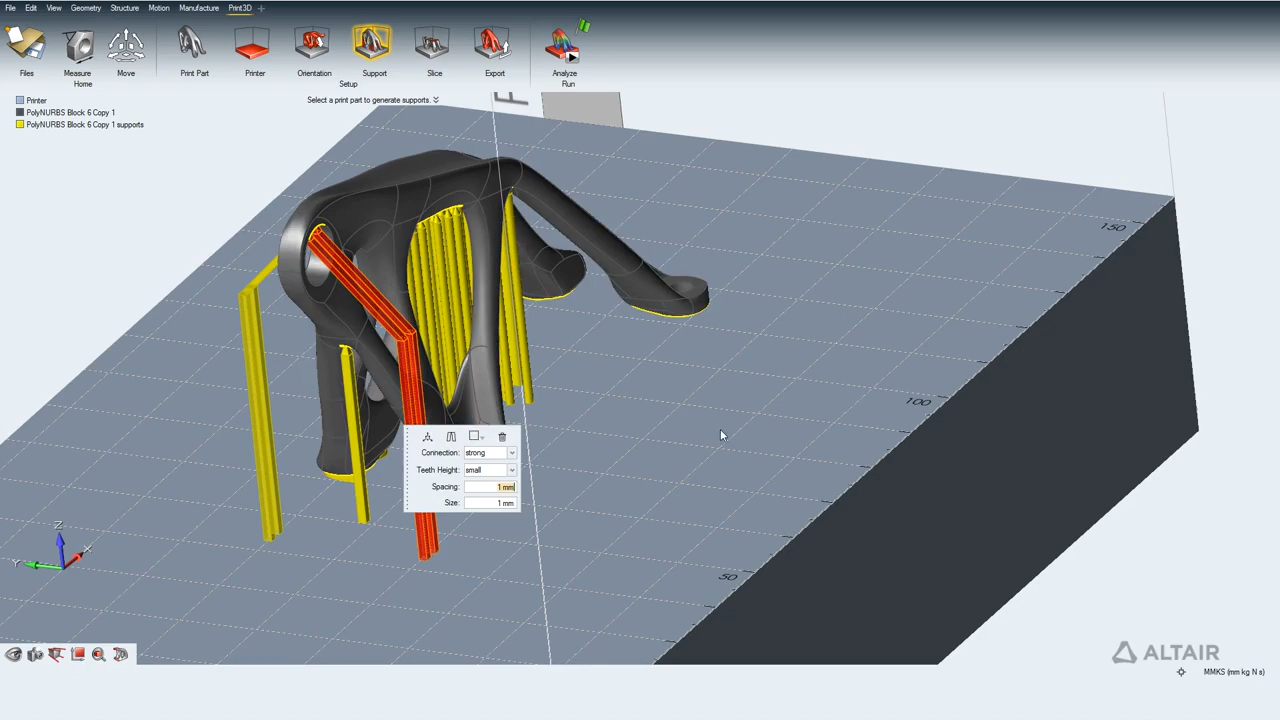 File Edit View Geometry Structure Motion Manufacture Print3D +
Files Measure Move Print Part Printer Orientation Support Slice Export Analyze
Home Setup Run
Select a print part to generate supports.
Printer
PolyNURBS Block 6 Copy 1
PolyNURBS Block 6 Copy 1 supports
150
100
50
Connection: strong
Teeth Height: small
Spacing: 1 mm
Size: 1 mm
Z
X
Y
ALTAIR
MMKS (mm kg N s)